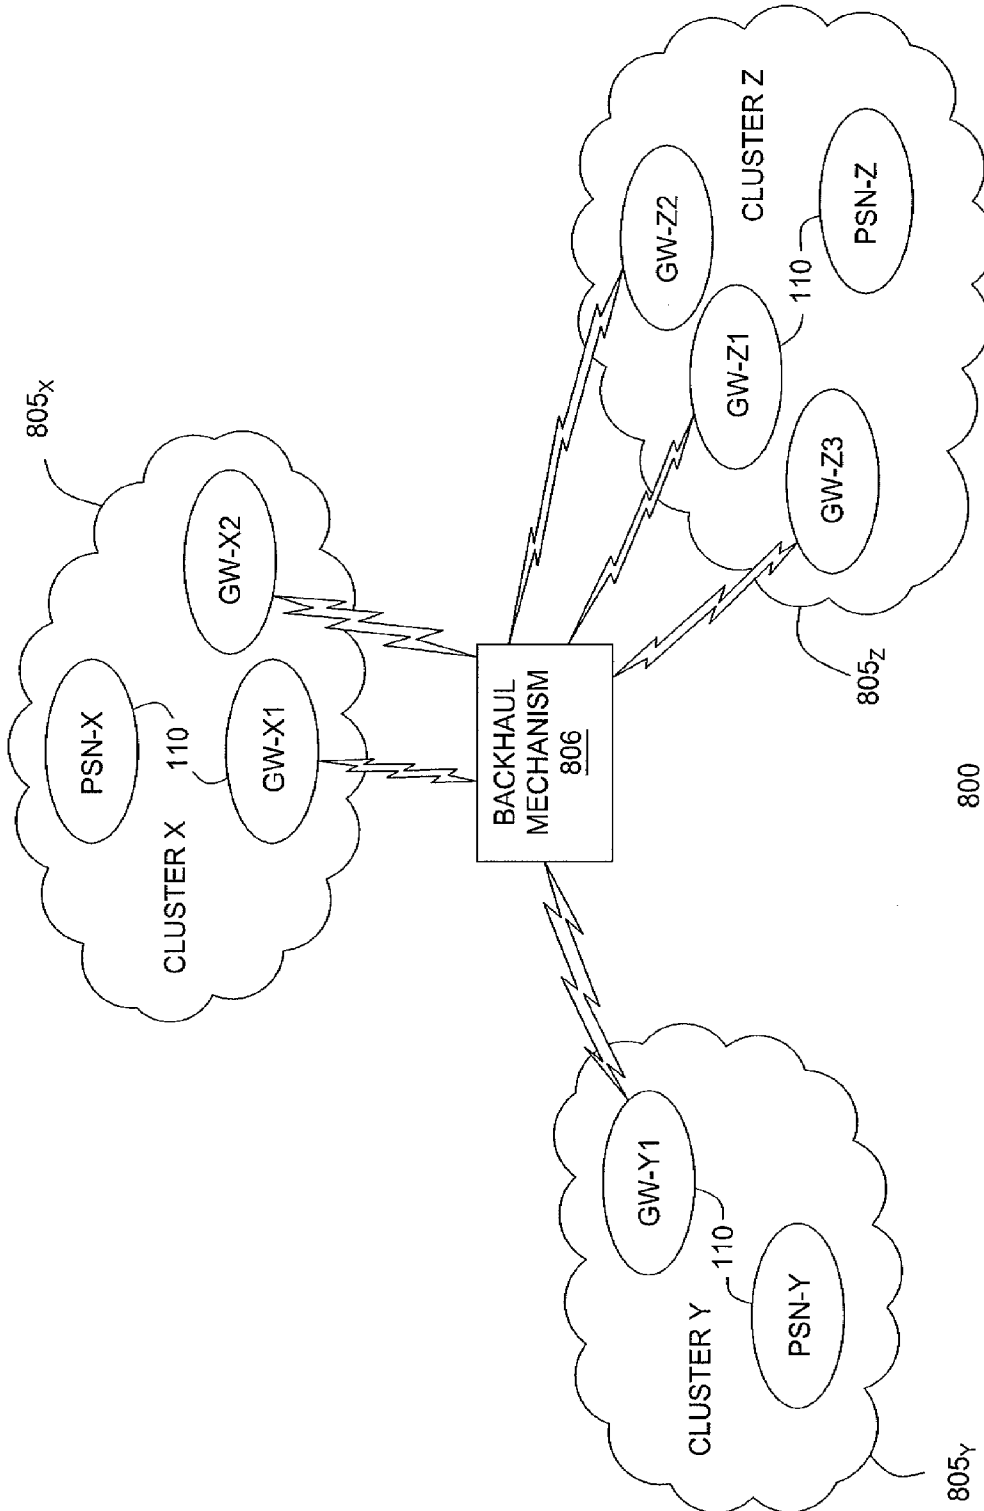 805X
PSN-X
110
CLUSTER X
GW-X1
GW-X2
BACKHAUL
MECHANISM
806
GW-Y1
110
CLUSTER Y
PSN-Y
805Y
GW-Z2
CLUSTER Z
GW-Z1
110
PSN-Z
GW-Z3
805Z
800